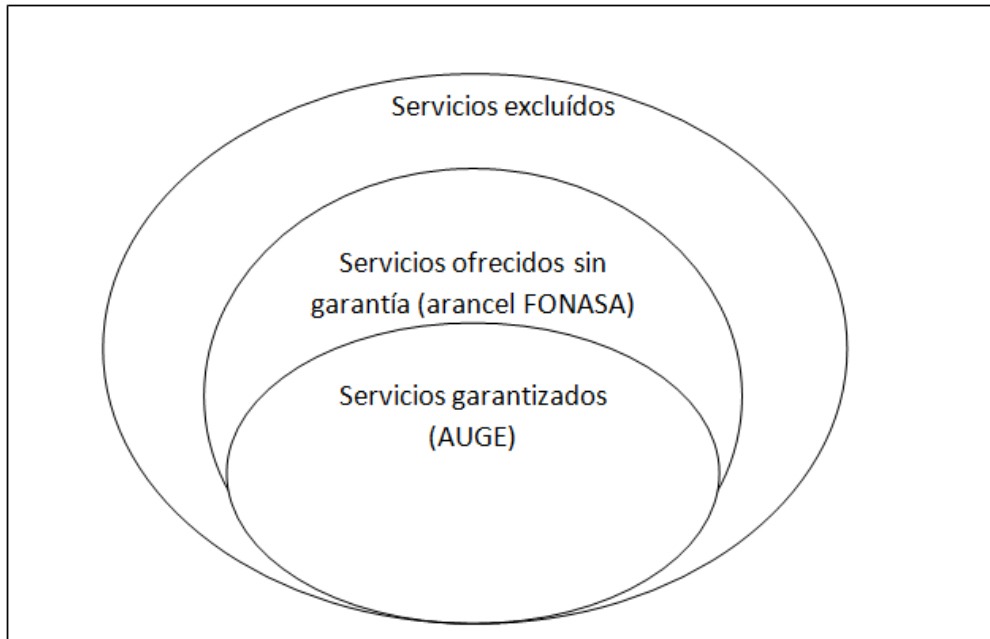 Servicios excluídos
Servicios ofrecidos sin
garantía (arancel FONASA)
Servicios garantizados
(AUGE)